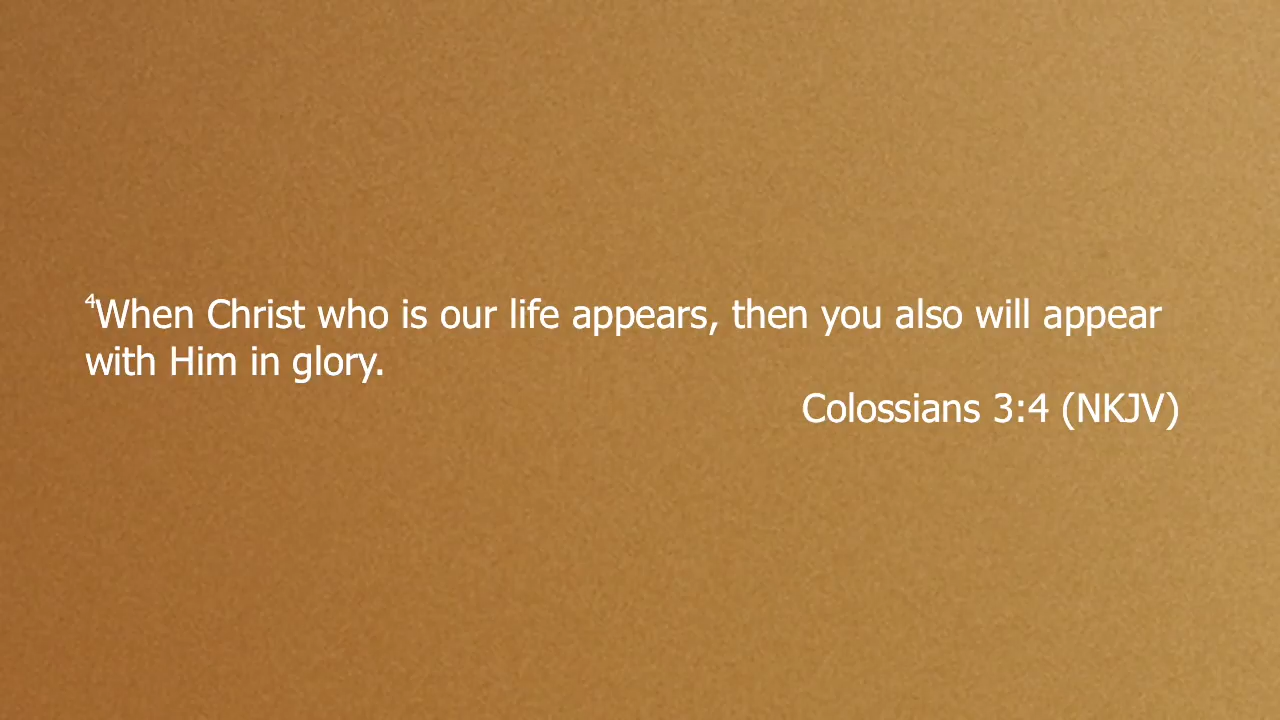 ⁴When Christ who is our life appears, then you also will appear
with Him in glory.
Colossians 3:4 (NKJV)